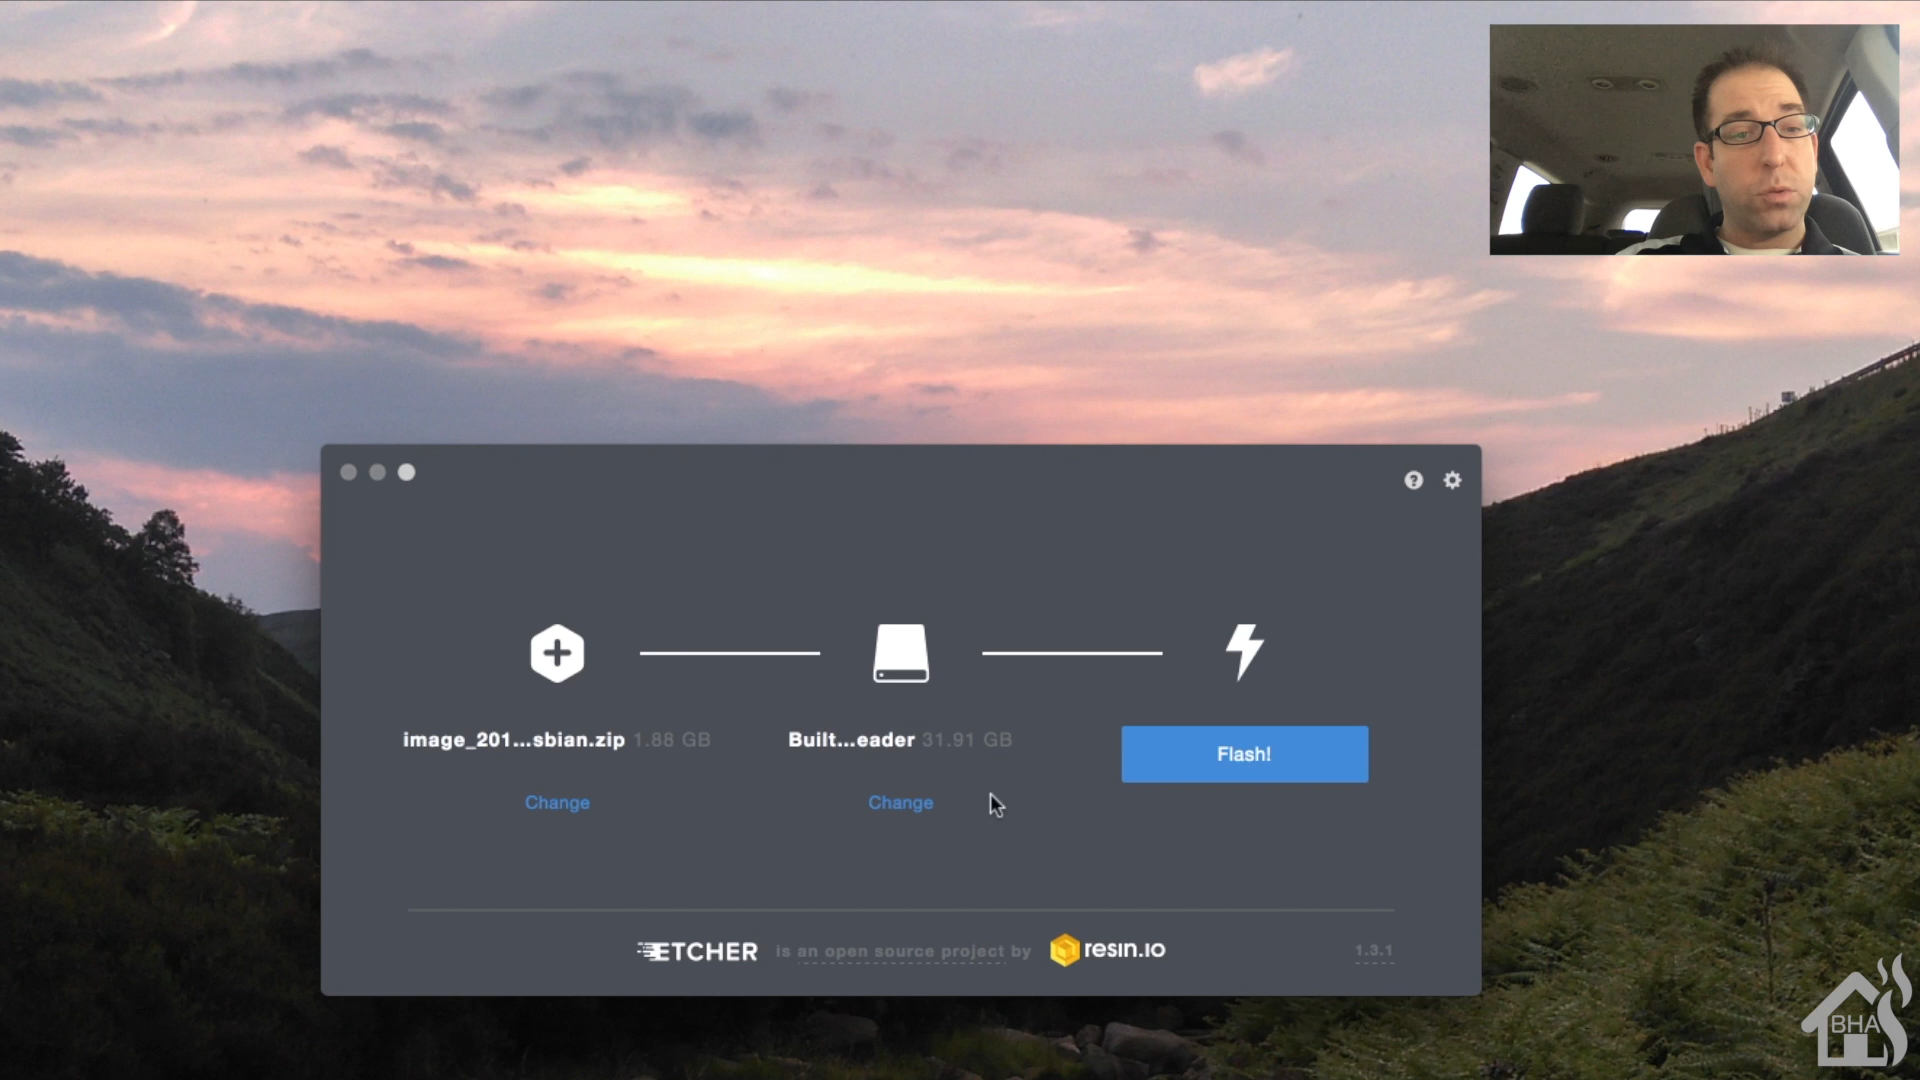 image_201...sbian.zip 1.88 GB
Built...eader 31.91 GB
Flash!
Change
Change
ETCHER is an open source project by resin.io
1.3.1
BHA